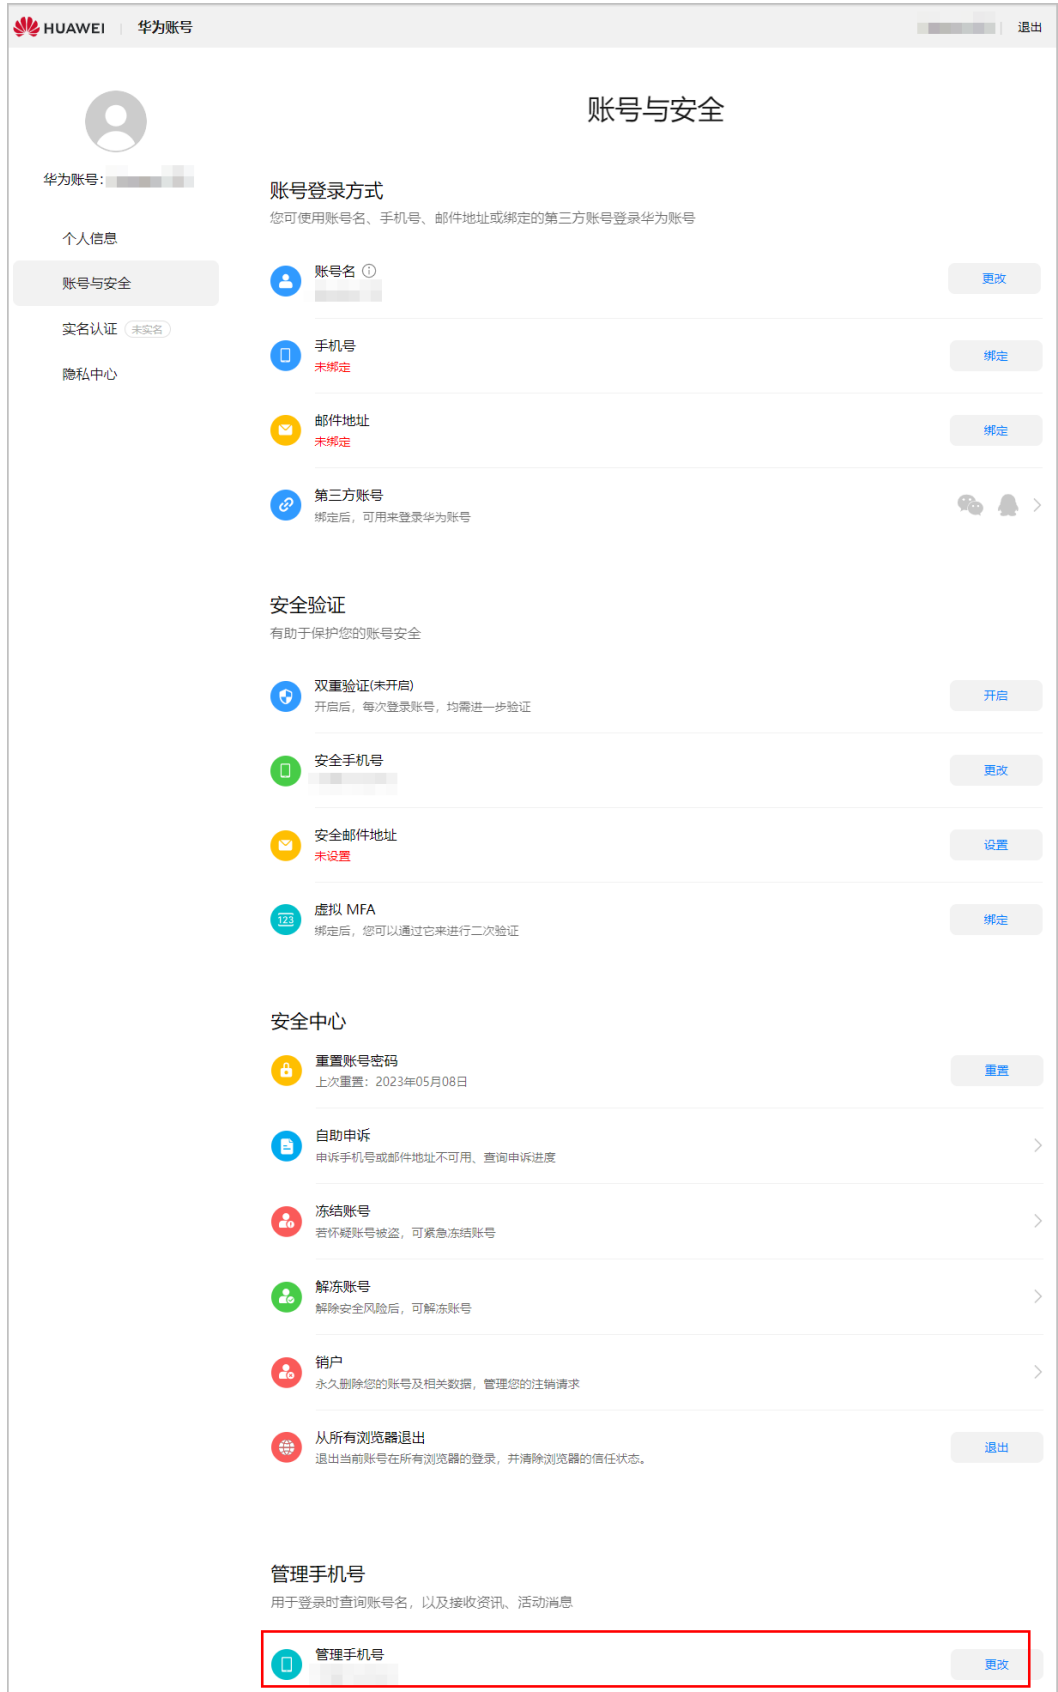 HUAWEI
华为账号
退出
账号与安全
华为账号:
个人信息
账号与安全
实名认证 未实名
隐私中心
账号登录方式
您可使用账号名、手机号、邮件地址或绑定的第三方账号登录华为账号
账号名
更改
手机号
未绑定
绑定
邮件地址
未绑定
绑定
第三方账号
绑定后，可用来登录华为账号
安全验证
有助于保护您的账号安全
双重验证(未开启)
开启后，每次登录账号，均需进一步验证
开启
安全手机号
更改
安全邮件地址
未设置
设置
123
虚拟 MFA
绑定后，您可以通过它来进行二次验证
绑定
安全中心
重置账号密码
上次重置：2023年05月08日
重置
自助申诉
申诉手机号或邮件地址不可用、查询申诉进度
冻结账号
若怀疑账号被盗，可紧急冻结账号
解冻账号
解除安全风险后，可解冻账号
销户
永久删除您的账号及相关数据，管理您的注销请求
从所有浏览器退出
退出当前账号在所有浏览器的登录，并清除浏览器的信任状态。
退出
管理手机号
用于登录时查询账号名，以及接收资讯、活动消息
管理手机号
更改